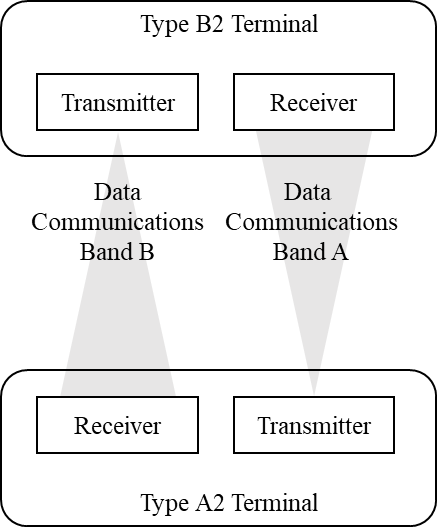 Type B2 Terminal
Transmitter
Receiver
Data
Communications
Band B
Data
Communications
Band A
Receiver
Transmitter
Type A2 Terminal